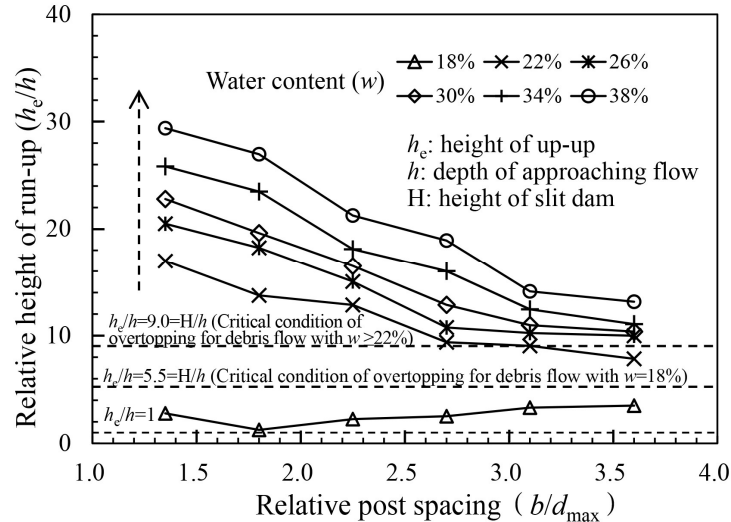 40
30
20
10
0
Relative height of run-up (he/h)
Water content (w)
18% 22% 26%
30% 34% 38%
he: height of up-up
h: depth of approaching flow
H: height of slit dam
he/h=9.0=H/h (Critical condition of
overtopping for debris flow with w≥22%)
he/h=5.5=H/h (Critical condition of overtopping for debris flow with w=18%)
he/h=1
1.0 1.5 2.0 2.5 3.0 3.5 4.0
Relative post spacing ( b/dmax )